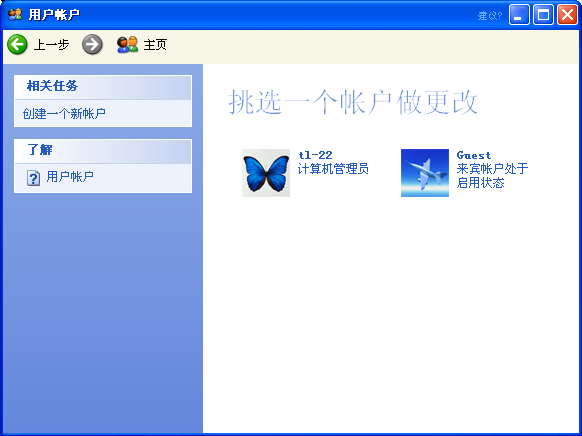 用户帐户
建议?
上一步
主页
相关任务
创建一个新帐户
了解
用户帐户
挑选一个帐户做更改
tl-22
计算机管理员
Guest
来宾帐户处于
启用状态